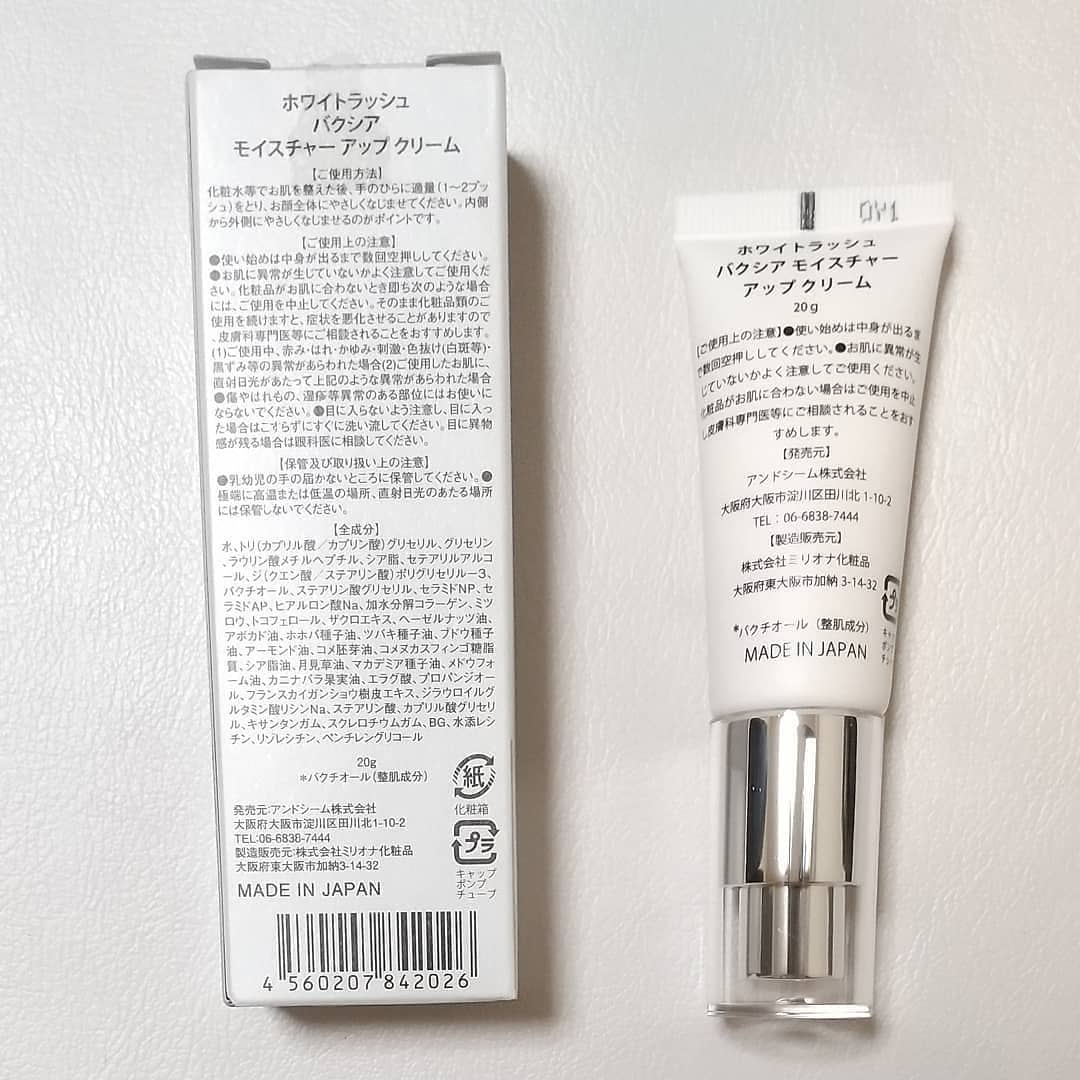 ホワイトラッシュ
バクシア
モイスチャー アップ クリーム
【ご使用方法】
化粧水等でお肌を整えた後、手のひらに適量(1〜2プッ
シュ)をとり、お顔全体にやさしくなじませてください。内側
から外側にやさしくなじませるのがポイントです。
【ご使用上の注意】
●使い始めは中身が出るまで数回空押ししてください。
●お肌に異常が生じていないかよく注意してご使用くだ
さい。化粧品がお肌に合わないとき即ち次のような場合
には、ご使用を中止してください。そのまま化粧品類のご
使用を続けますと、症状を悪化させることがありますので
、皮膚科専門医等にご相談されることをおすすめします。
(1)ご使用中、赤み・はれ・かゆみ・刺激・色抜け(白斑等)・
黒ずみ等の異常があらわれた場合(2)ご使用したお肌に、
直射日光があたって上記のような異常があらわれた場合
●傷やはれもの、湿疹等異常のある部位にはお使いに
ならないでください。●目に入らないよう注意し、目に入っ
た場合はこすらずにすぐに洗い流してください。目に異物
感が残る場合は眼科医に相談してください。
【保管及び取り扱い上の注意】
●乳幼児の手の届かないところに保管してください。●
極端に高温または低温の場所、直射日光のあたる場所
には保管しないでください。
【全成分】
水、トリ(カプリル酸/カプリン酸)グリセリル、グリセリン、
ラウリン酸メチルヘプチル、シア脂、セテアリルアルコ
ール、ジ(クエン酸/ステアリン酸)ポリグリセリル-3、
バクチオール、ステアリン酸グリセリル、セラミドNP、セ
ラミドAP、ヒアルロン酸Na、加水分解コラーゲン、ミツ
ロウ、トコフェロール、ザクロエキス、ヘーゼルナッツ油、
アボカド油、ホホバ種子油、ツバキ種子油、ブドウ種子
油、アーモンド油、コメ胚芽油、コメヌカスフィンゴ糖脂
質、シア脂油、月見草油、マカデミア種子油、メドウフォ
ーム油、カニナバラ果実油、エラグ酸、プロパンジオー
ル、フランスカイガンショウ樹皮エキス、ジラウロイルグ
ルタミン酸リシンNa、ステアリン酸、カプリル酸グリセリ
ル、キサンタンガム、スクレロチウムガム、BG、水添レシ
チン、リゾレシチン、ペンチレングリコール
20g
*バクチオール(整肌成分)
発売元:アンドシーム株式会社
大阪府大阪市淀川区田川北1-10-2
TEL:06-6838-7444
製造販売元:株式会社ミリオナ化粧品
大阪府東大阪市加納3-14-32
MADE IN JAPAN
紙
化粧箱
プラ
キャップ
ポンプ
チューブ
4 560207 842026
OY1
ホワイトラッシュ
バクシア モイスチャー
アップ クリーム
20g
【ご使用上の注意】●使い始めは中身が出るま
で数回空押ししてください。●お肌に異常が生
じていないかよく注意してご使用ください。
化粧品がお肌に合わない場合はご使用を中止
し皮膚科専門医等にご相談されることをおす
すめします。
【発売元】
アンドシーム株式会社
大阪府大阪市淀川区田川北 1-10-2
TEL:06-6838-7444
【製造販売元】
株式会社ミリオナ化粧品
大阪府東大阪市加納 3-14-32
プラ
*バクチオール(整肌成分)
MADE IN JAPAN